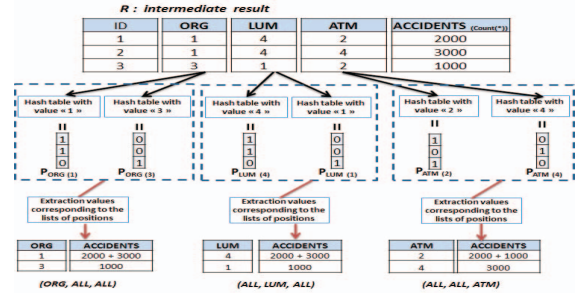 R : intermediate result
ID ORG LUM ATM ACCIDENTS (Count(*))
1 1 4 2 2000
2 1 4 4 3000
3 3 1 2 1000
Hash table with value « 1 » Hash table with value « 3 » Hash table with value « 4 » Hash table with value « 1 » Hash table with value « 2 » Hash table with value « 4 »
= = = = = =
1 0 1 0 1 0
1 0 1 0 0 1
0 1 0 1 1 0
PORG (1) PORG (3) PLUM (4) PLUM (1) PATM (2) PATM (4)
Extraction values corresponding to the lists of positions Extraction values corresponding to the lists of positions Extraction values corresponding to the lists of positions
ORG ACCIDENTS LUM ACCIDENTS ATM ACCIDENTS
1 2000 + 3000 4 2000 + 3000 2 2000 + 1000
3 1000 1 1000 4 3000
(ORG, ALL, ALL) (ALL, LUM, ALL) (ALL, ALL, ATM)